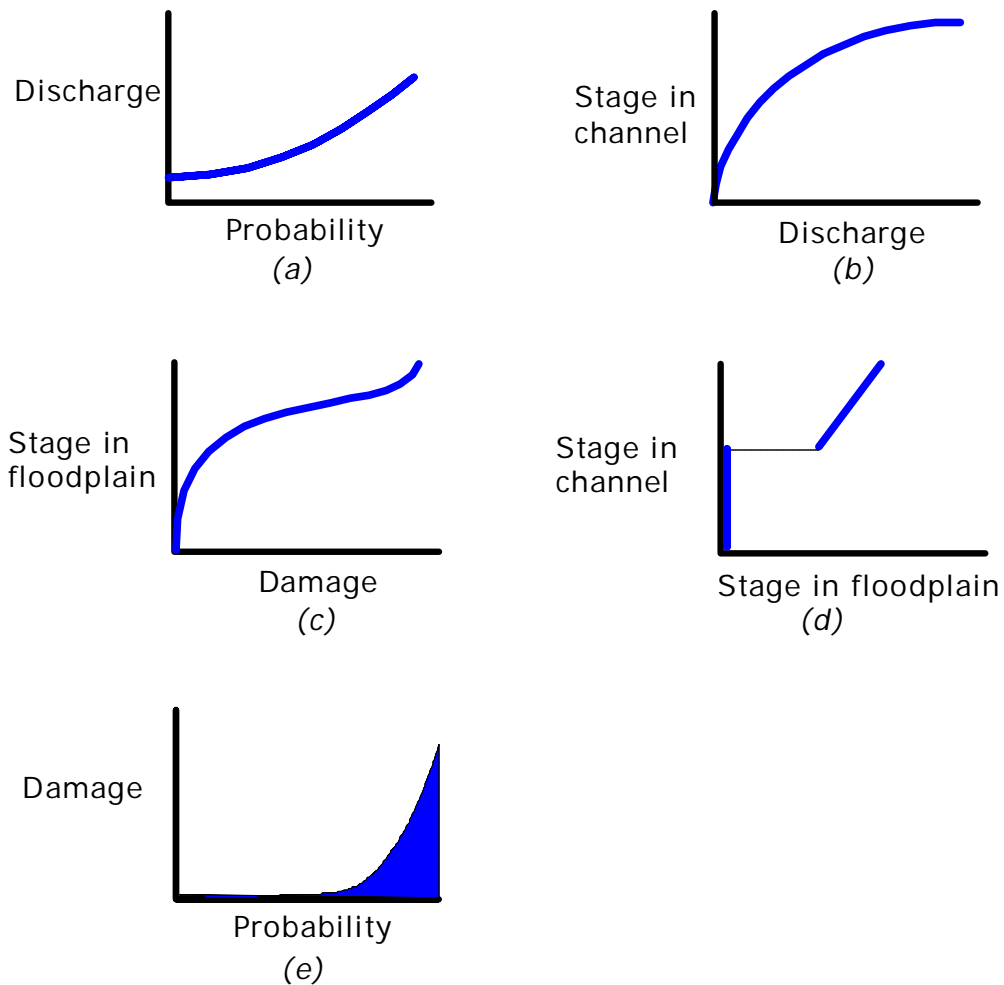 Discharge
Probability
(a)
Stage in
channel
Discharge
(b)
Stage in
floodplain
Damage
(c)
Stage in
channel
Stage in floodplain
(d)
Damage
Probability
(e)